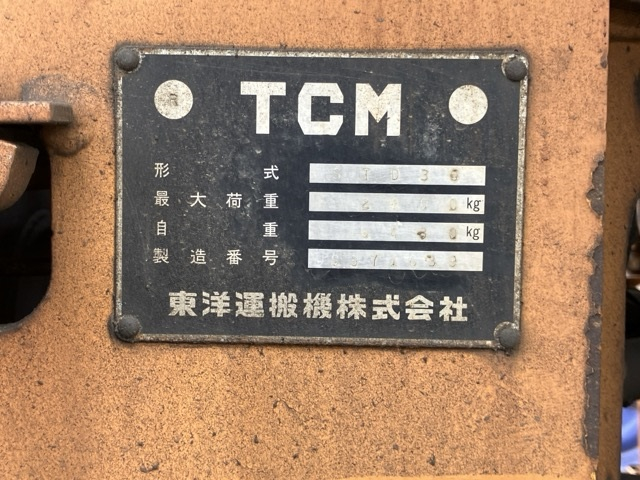 R TCM
形式
最大荷重 kg
自重 kg
製造番号
東洋運搬機株式会社